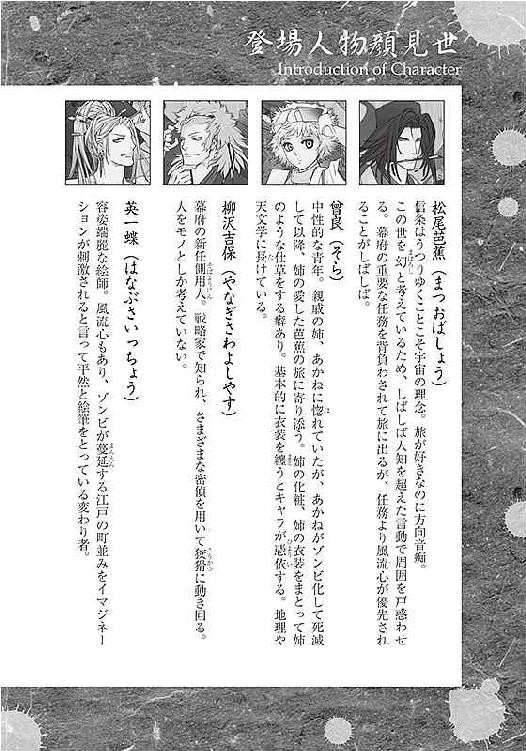 登場人物顔見世
Introduction of Character
松尾芭蕉（まつおばしょう）
信条はうつりゆくことこそ宇宙の理念。旅が好きなのに方向音痴。
この世を幻と考えているため、しばしば人知を超えた言動で周囲を戸惑わせ
る。幕府の重要な任務を背負わされて旅に出るが、任務より風流心が優先され
ることがしばしば。
曾良（そら）
中性的な青年。親戚の姉、あかねに惚れていたが、あかねがゾンビ化して死滅
して以降、姉の愛した芭蕉の旅に寄り添う。姉の化粧、姉の衣装をまとって姉
のような仕草をする癖あり。基本的に衣装を纏うとキャラが憑依する。地理や
天文学に長けている。
柳沢吉保（やなぎさわよしやす）
幕府の新任側用人。戦略家で知られ、さまざまな密偵を用いて狡猾に動き回る。
人をモノとしか考えていない。
英一蝶（はなぶさいっちょう）
容姿端麗な絵師。風流心もあり、ゾンビが蔓延する江戸の町並みをイマジネー
ションが刺激されると言って平然と絵筆をとっている変わり者。